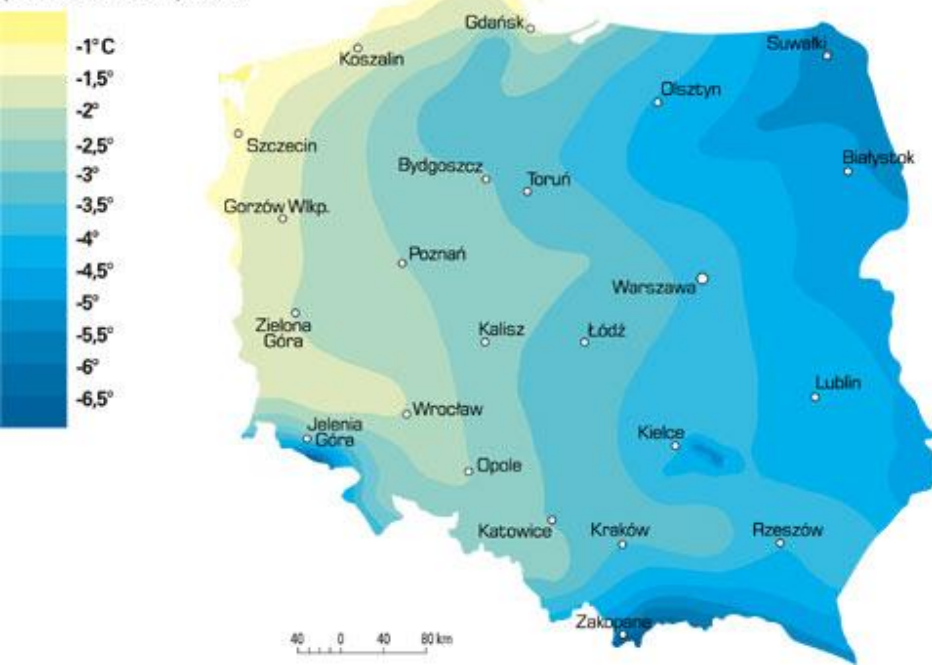 -1°C
-1,5°
-2°
-2,5°
-3°
-3,5°
-4°
-4,5°
-5°
-5,5°
-6°
-6,5°
Gdańsk
Koszalin
Suwałki
Olsztyn
Szczecin
Białystok
Bydgoszcz
Toruń
Gorzów Wlkp.
Poznań
Warszawa
Zielona
Góra
Kalisz
Łódź
Lublin
Wrocław
Jelenia
Góra
Kielce
Opole
Katowice
Kraków
Rzeszów
Zakopane
40 0 40 80 km